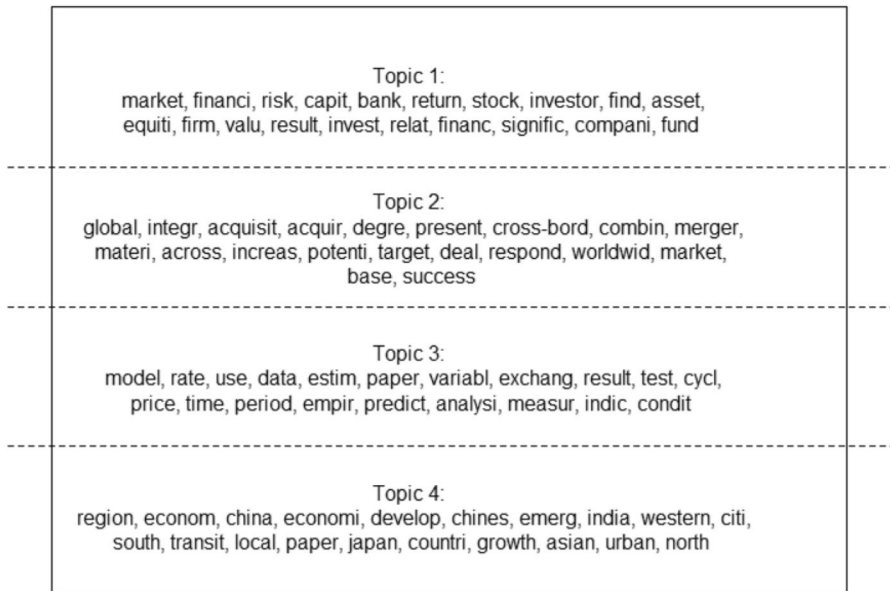 Topic 1:
market, financi, risk, capit, bank, return, stock, investor, find, asset,
equiti, firm, valu, result, invest, relat, financ, signific, compani, fund
Topic 2:
global, integr, acquisit, acquir, degre, present, cross-bord, combin, merger,
materi, across, increas, potenti, target, deal, respond, worldwid, market,
base, success
Topic 3:
model, rate, use, data, estim, paper, variabl, exchang, result, test, cycl,
price, time, period, empir, predict, analysi, measur, indic, condit
Topic 4:
region, econom, china, economi, develop, chines, emerg, india, western, citi,
south, transit, local, paper, japan, countri, growth, asian, urban, north